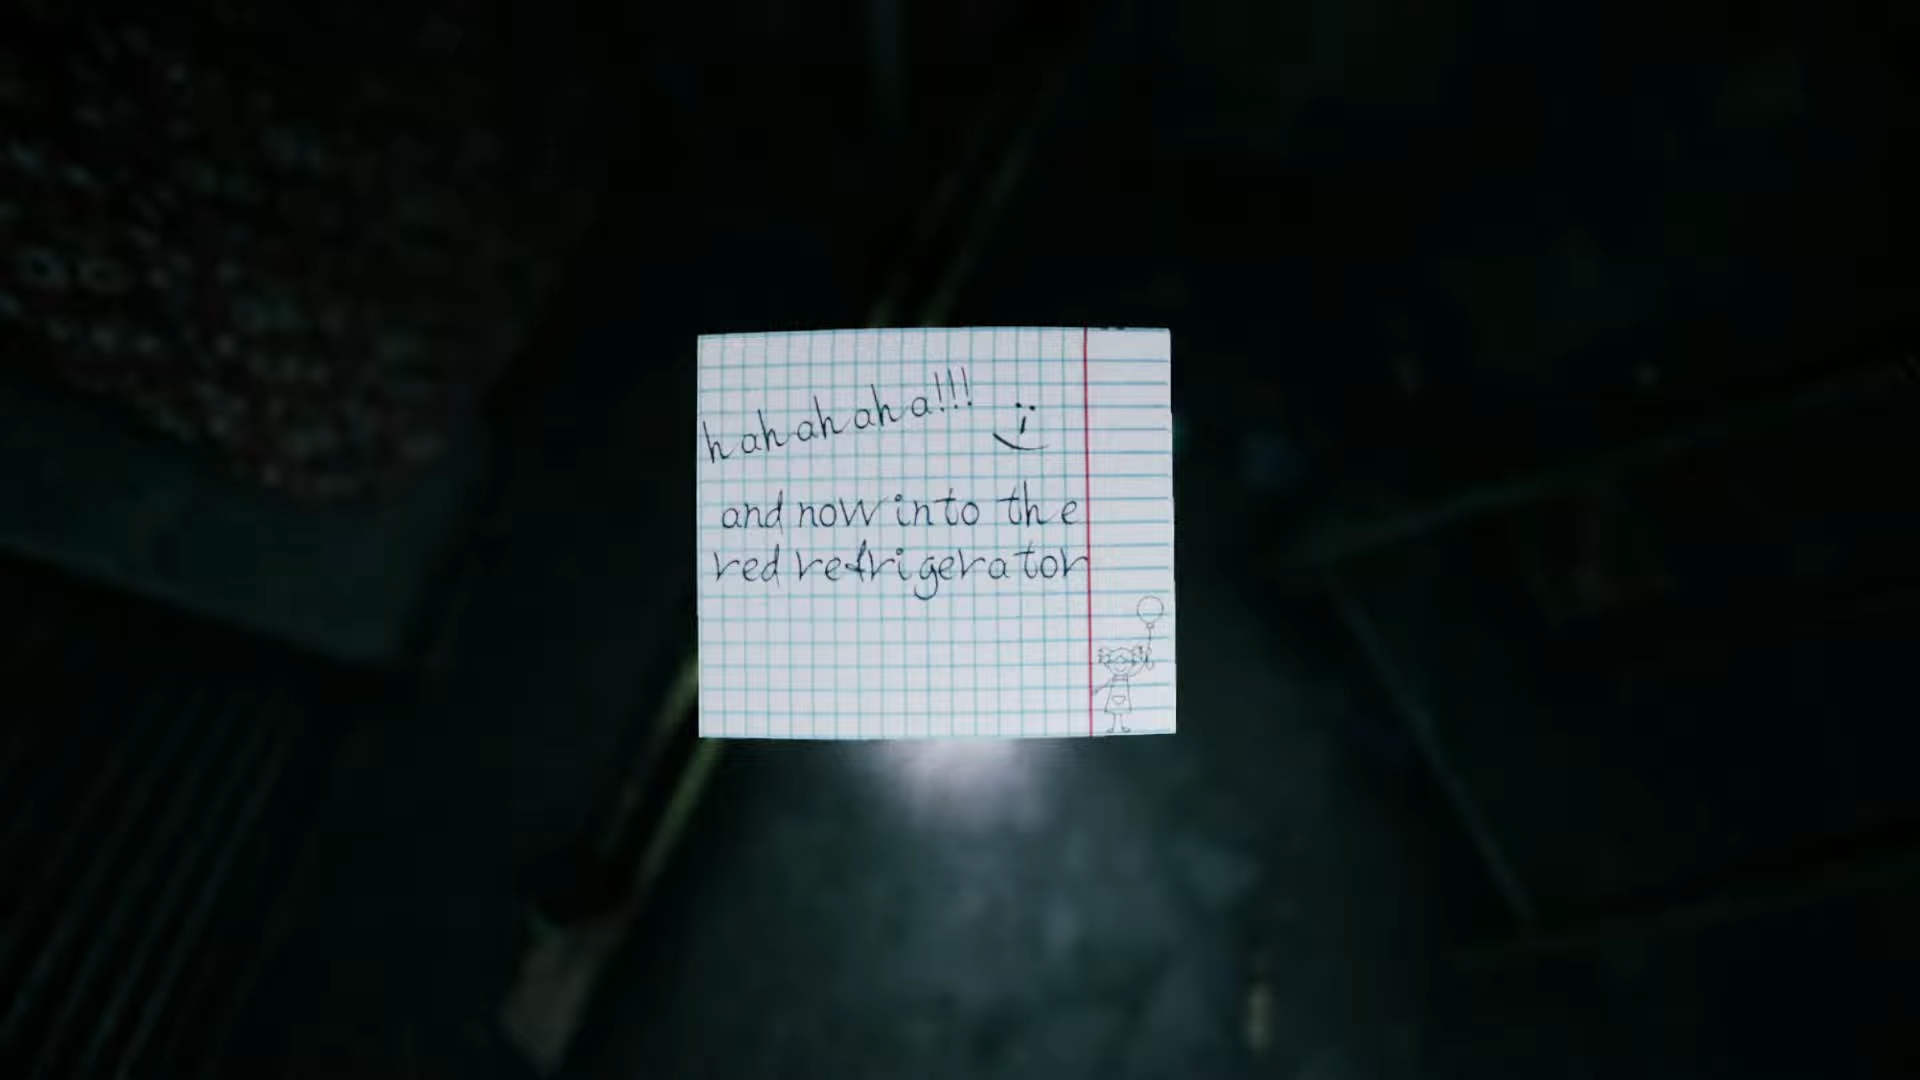 hahahaha!!!
and now into the
red refrigerator